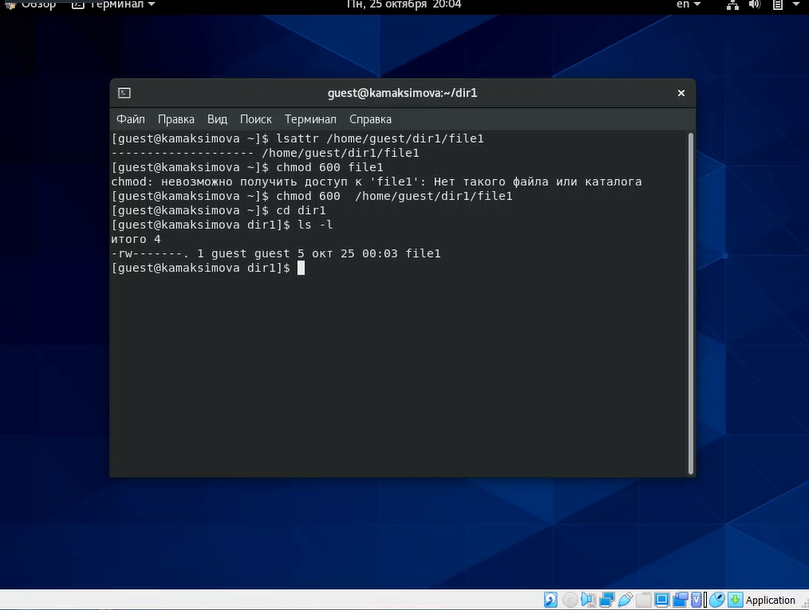 Обзор Терминал Пн, 25 октября 20:04 en
guest@kamaksimova:~/dir1
Файл Правка Вид Поиск Терминал Справка
[guest@kamaksimova ~]$ lsattr /home/guest/dir1/file1
-------------------- /home/guest/dir1/file1
[guest@kamaksimova ~]$ chmod 600 file1
chmod: невозможно получить доступ к 'file1': Нет такого файла или каталога
[guest@kamaksimova ~]$ chmod 600  /home/guest/dir1/file1
[guest@kamaksimova ~]$ cd dir1
[guest@kamaksimova dir1]$ ls -l
итого 4
-rw-------. 1 guest guest 5 окт 25 00:03 file1
[guest@kamaksimova dir1]$
Application